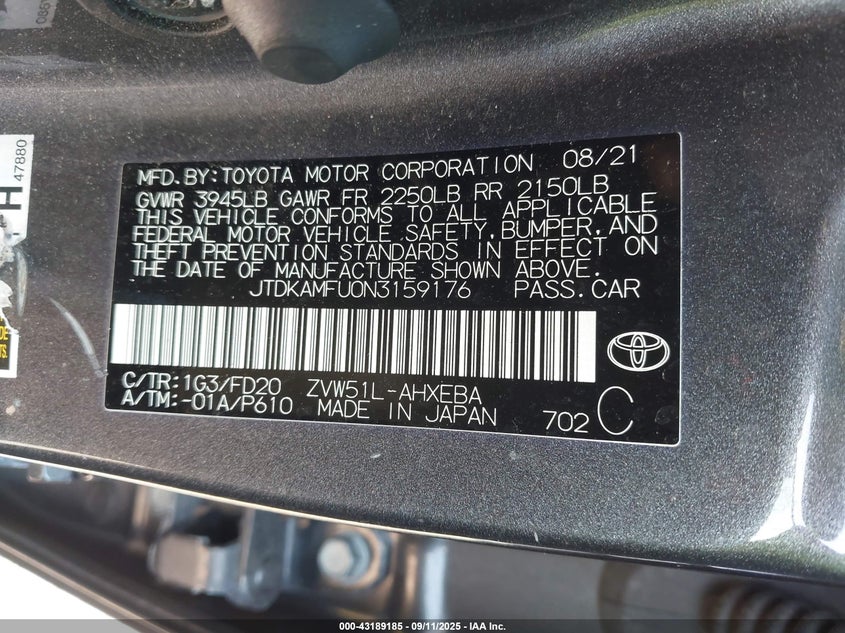 47880
H
MFD. BY: TOYOTA MOTOR CORPORATION 08/21
GVWR 3945LB GAWR FR 2250LB RR 2150LB
THIS VEHICLE CONFORMS TO ALL APPLICABLE
FEDERAL MOTOR VEHICLE SAFETY, BUMPER, AND
THEFT PREVENTION STANDARDS IN EFFECT ON
THE DATE OF MANUFACTURE SHOWN ABOVE.
JTDKAMFU0N3159176 PASS. CAR
C/TR: 1G3/FD20 ZVW51L-AHXEBA
A/TM: -01A/P610 MADE IN JAPAN 702 C
000-43189185 - 09/11/2025 - IAA Inc.